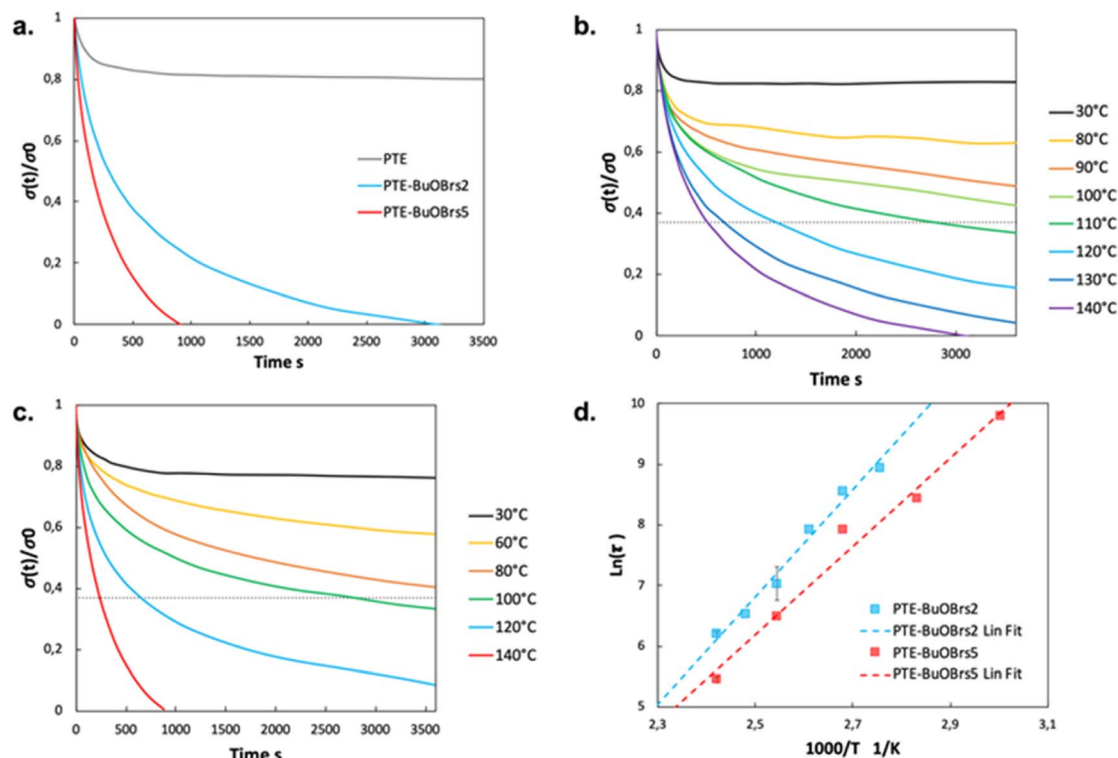 a.
σ(t)/σ0
1
0,8
0,6
0,4
0,2
0
0 500 1000 1500 2000 2500 3000 3500
Time s
PTE
PTE-BuOBrs2
PTE-BuOBrs5
b.
σ(t)/σ0
1
0,8
0,6
0,4
0,2
0
0 1000 2000 3000
Time s
30°C
80°C
90°C
100°C
110°C
120°C
130°C
140°C
c.
σ(t)/σ0
1
0,8
0,6
0,4
0,2
0
0 500 1000 1500 2000 2500 3000 3500
Time s
30°C
60°C
80°C
100°C
120°C
140°C
d.
Ln(τ)
10
9
8
7
6
5
2,3 2,5 2,7 2,9 3,1
1000/T 1/K
PTE-BuOBrs2
PTE-BuOBrs2 Lin Fit
PTE-BuOBrs5
PTE-BuOBrs5 Lin Fit